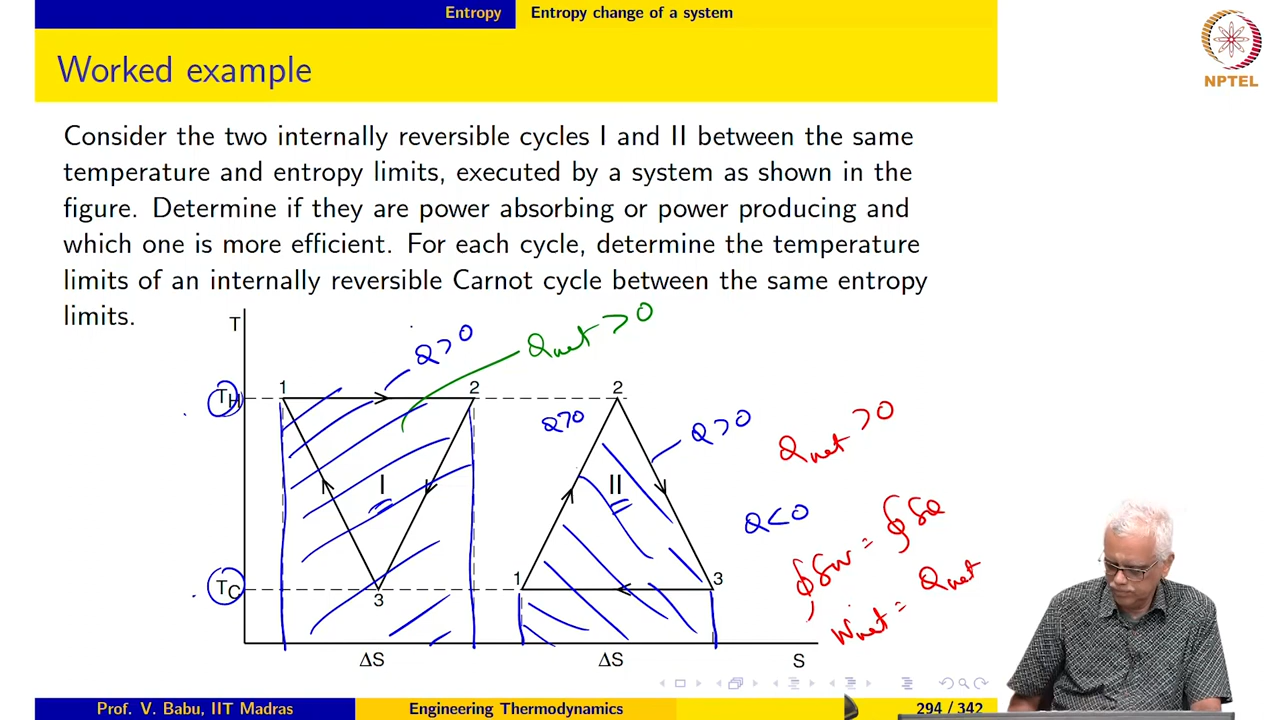 Entropy Entropy change of a system
Worked example
NPTEL
Consider the two internally reversible cycles I and II between the same
temperature and entropy limits, executed by a system as shown in the
figure. Determine if they are power absorbing or power producing and
which one is more efficient. For each cycle, determine the temperature
limits of an internally reversible Carnot cycle between the same entropy
limits.
T
Q>0
Qnet > 0
1 2 2
TH
Q>0
Q>0
Qnet > 0
I II
Q<0
∮δW = ∮δQ
Wnet = Qnet
TC
3 1 3
ΔS ΔS S
Prof. V. Babu, IIT Madras Engineering Thermodynamics 294 / 342